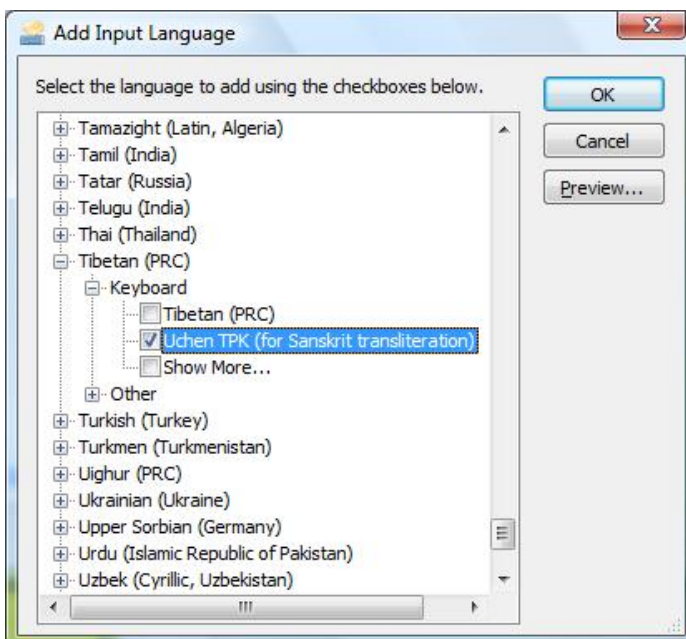 Add Input Language
Select the language to add using the checkboxes below.
Tamazight (Latin, Algeria)
Tamil (India)
Tatar (Russia)
Telugu (India)
Thai (Thailand)
Tibetan (PRC)
Keyboard
Tibetan (PRC)
Uchen TPK (for Sanskrit transliteration)
Show More...
Other
Turkish (Turkey)
Turkmen (Turkmenistan)
Uighur (PRC)
Ukrainian (Ukraine)
Upper Sorbian (Germany)
Urdu (Islamic Republic of Pakistan)
Uzbek (Cyrillic, Uzbekistan)
OK
Cancel
Preview...